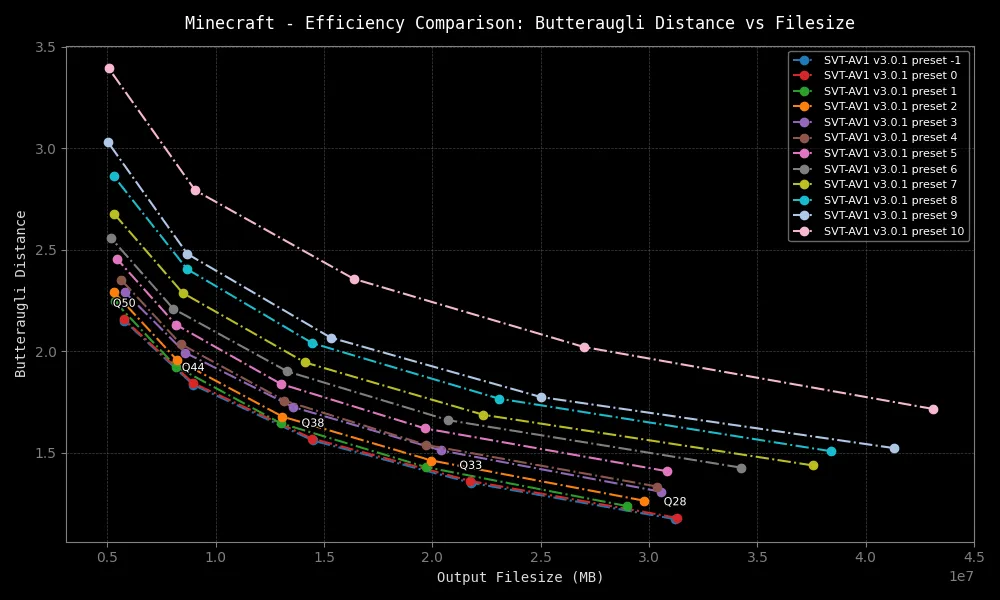 Minecraft - Efficiency Comparison: Butteraugli Distance vs Filesize
3.5
3.0
2.5
2.0
1.5
Butteraugli Distance
SVT-AV1 v3.0.1 preset -1
SVT-AV1 v3.0.1 preset 0
SVT-AV1 v3.0.1 preset 1
SVT-AV1 v3.0.1 preset 2
SVT-AV1 v3.0.1 preset 3
SVT-AV1 v3.0.1 preset 4
SVT-AV1 v3.0.1 preset 5
SVT-AV1 v3.0.1 preset 6
SVT-AV1 v3.0.1 preset 7
SVT-AV1 v3.0.1 preset 8
SVT-AV1 v3.0.1 preset 9
SVT-AV1 v3.0.1 preset 10
Q50
Q44
Q38
Q33
Q28
0.5 1.0 1.5 2.0 2.5 3.0 3.5 4.0 4.5
1e7
Output Filesize (MB)